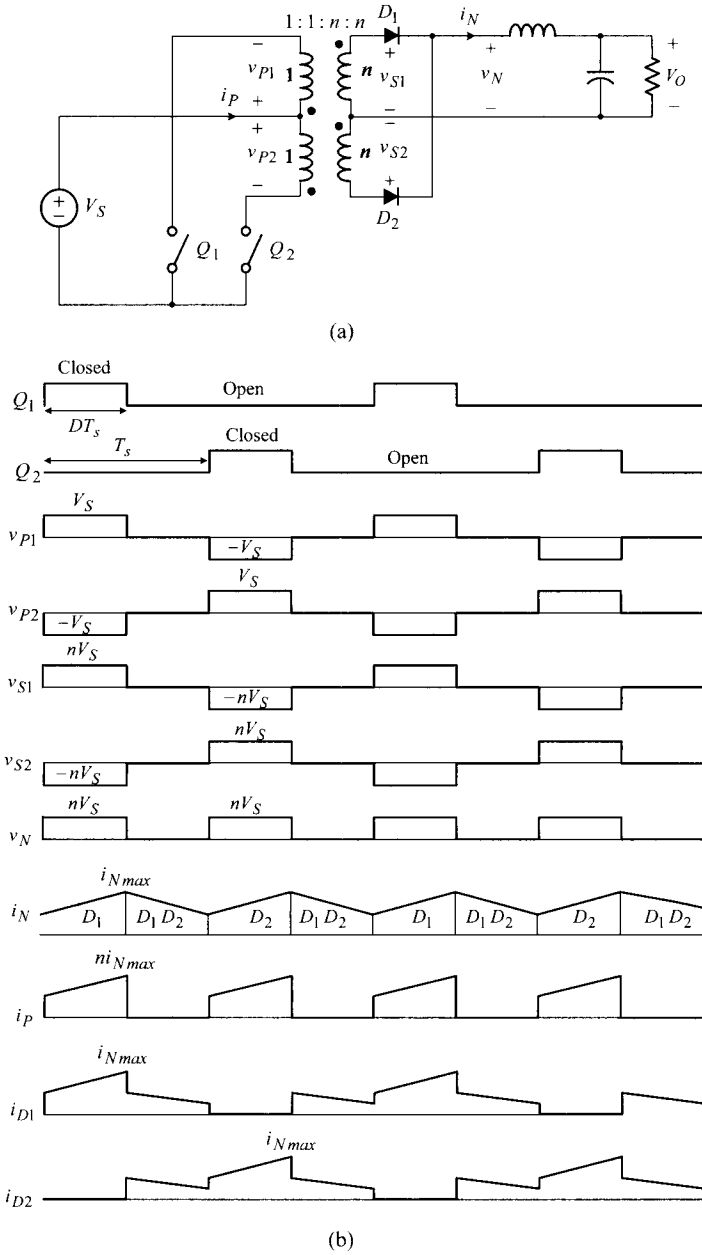 1 : 1 : n : n
D1
iN
vP1
1
n
vS1
vN
VO
iP
vP2
1
n
vS2
D2
VS
Q1
Q2
(a)
Closed
Open
Q1
DTs
Ts
Closed
Open
Q2
VS
vP1
−VS
VS
vP2
−VS
nVS
vS1
−nVS
nVS
vS2
−nVS
nVS
nVS
vN
iNmax
iN
D1
D1 D2
D2
D1 D2
D1
D1 D2
D2
D1 D2
niNmax
iP
iNmax
iD1
iNmax
iD2
(b)